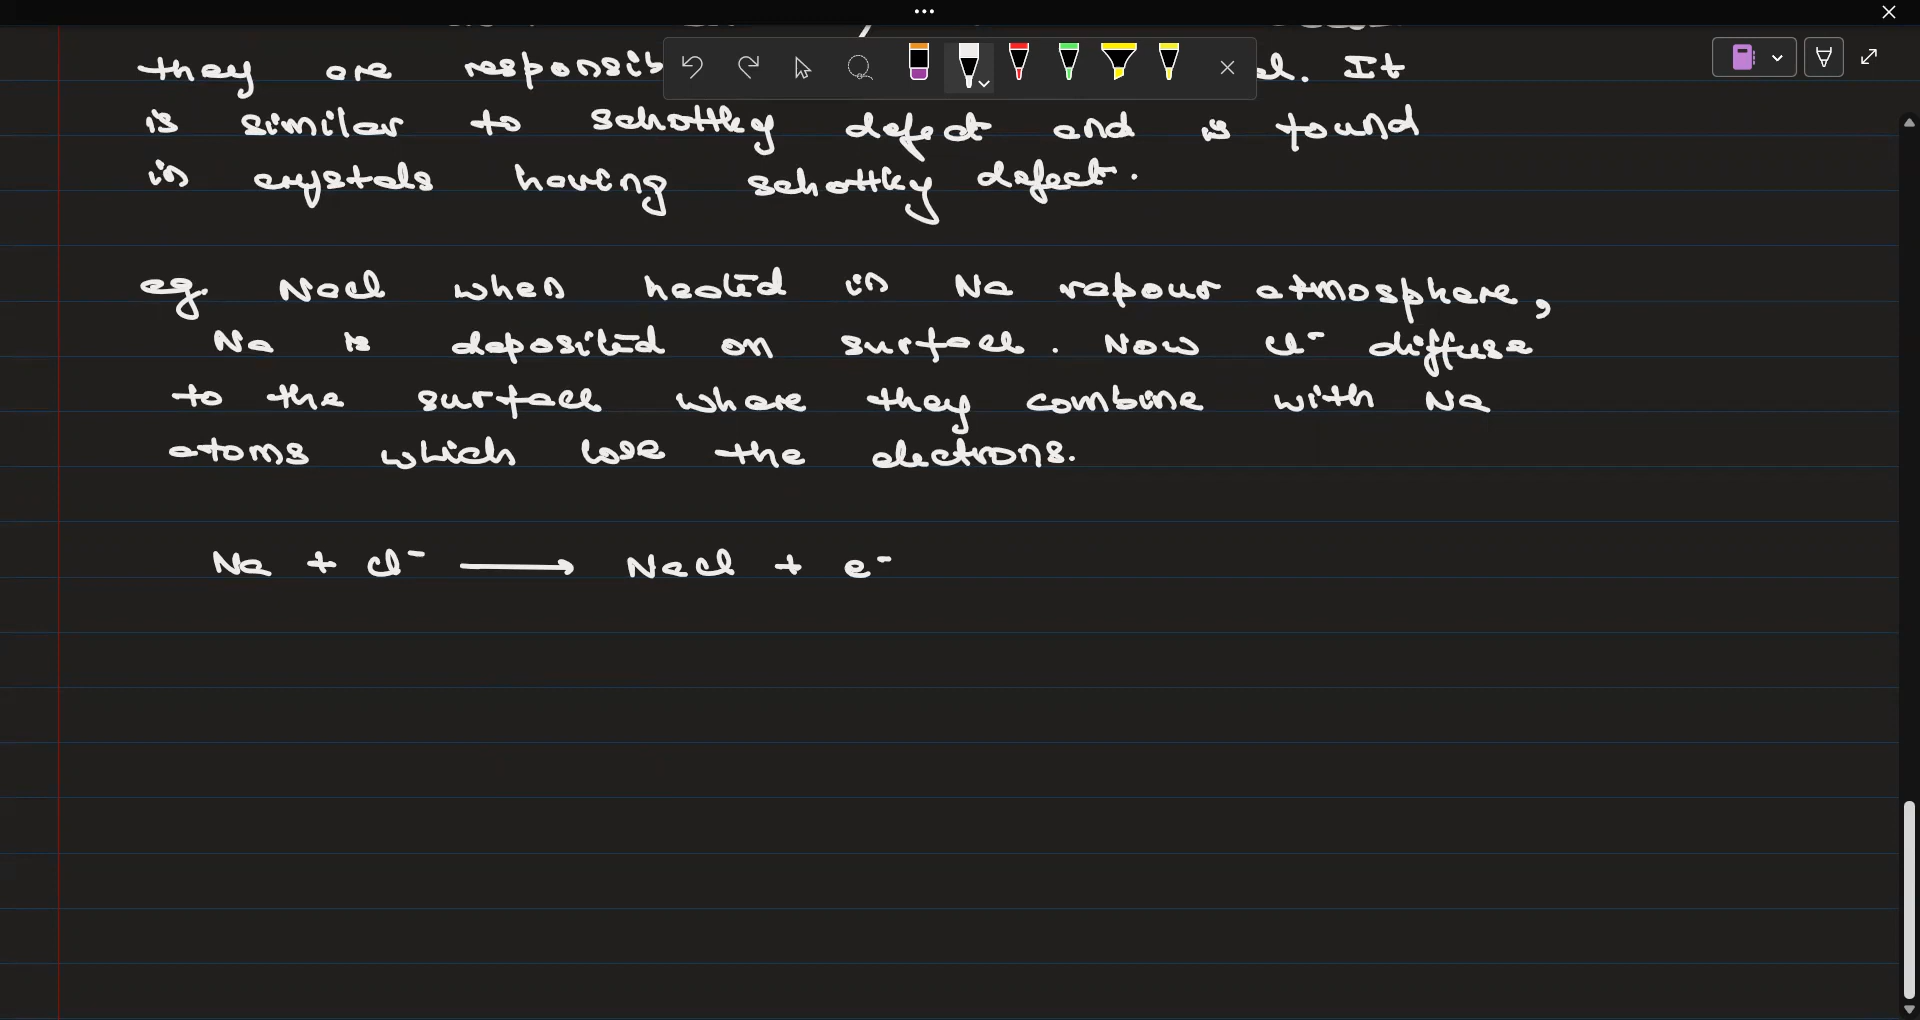 they are responsib el. It
is similar to schottky defect and is found
in crystals having schottky defect.
eg. NaCl when heated in Na vapour atmosphere,
Na is deposited on surface. Now Cl⁻ diffuse
to the surface where they combine with Na
atoms which lose the electrons.
Na + Cl⁻ ⟶ NaCl + e⁻